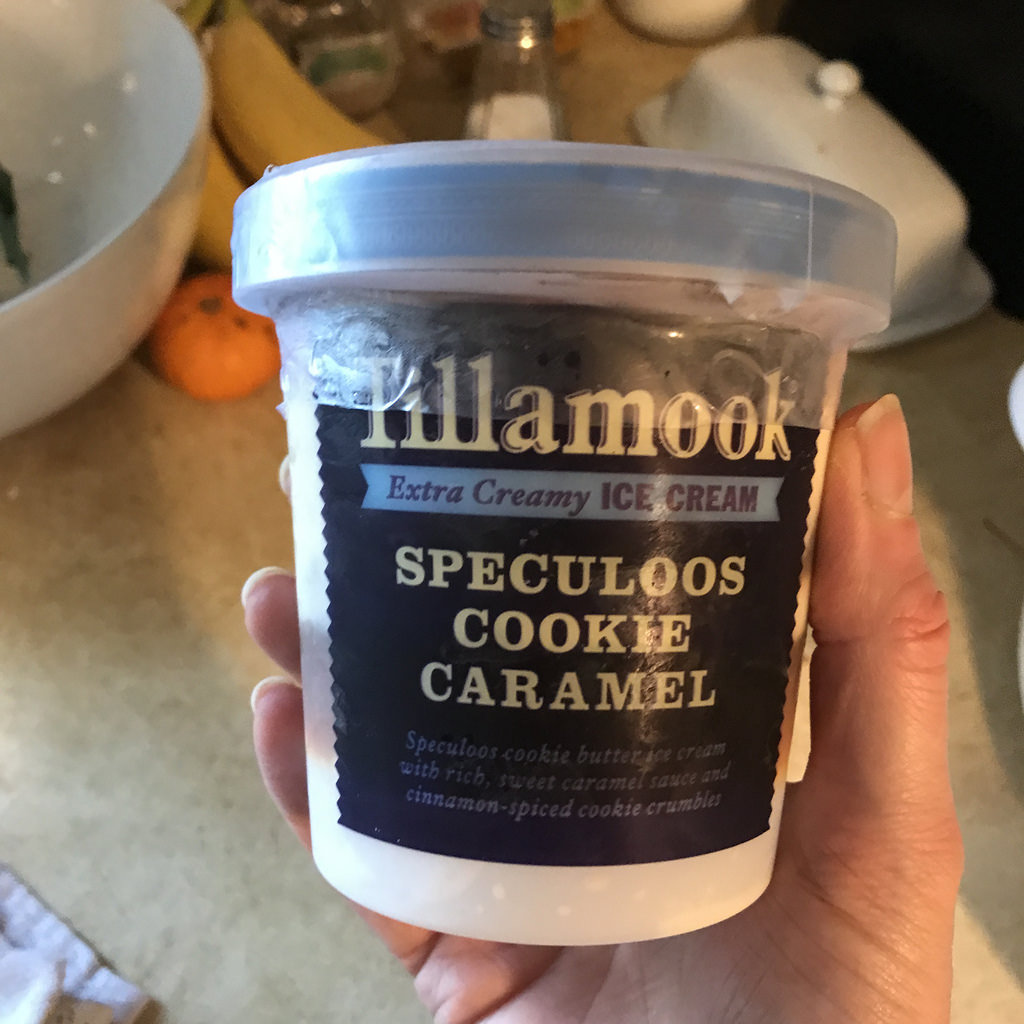 Tillamook
Extra Creamy ICE CREAM
SPECULOOS
COOKIE
CARAMEL
Speculoos cookie butter ice cream
with rich, sweet caramel sauce and
cinnamon-spiced cookie crumbles